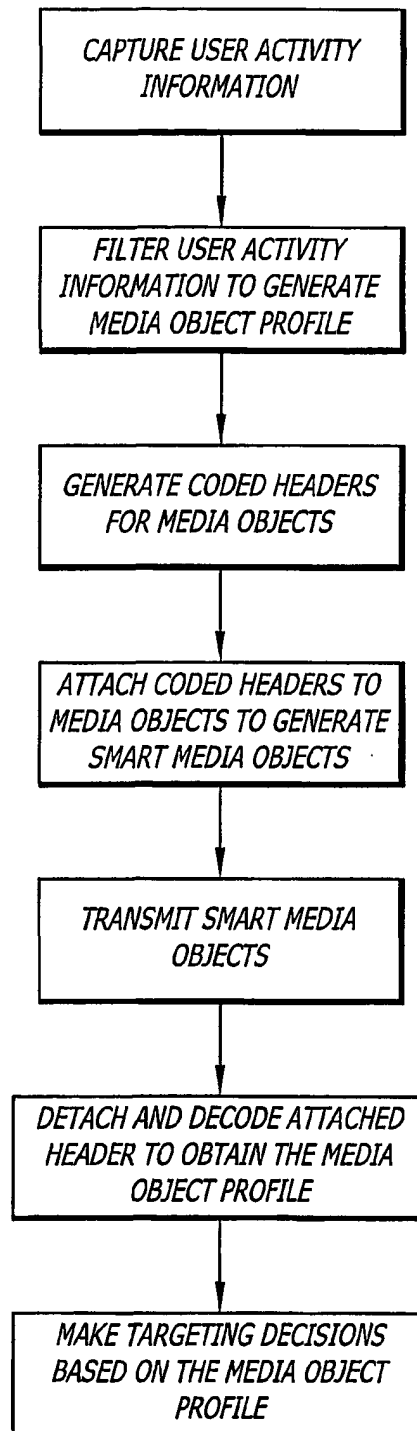 CAPTURE USER ACTIVITY
INFORMATION
FILTER USER ACTIVITY
INFORMATION TO GENERATE
MEDIA OBJECT PROFILE
GENERATE CODED HEADERS
FOR MEDIA OBJECTS
ATTACH CODED HEADERS TO
MEDIA OBJECTS TO GENERATE
SMART MEDIA OBJECTS
TRANSMIT SMART MEDIA
OBJECTS
DETACH AND DECODE ATTACHED
HEADER TO OBTAIN THE MEDIA
OBJECT PROFILE
MAKE TARGETING DECISIONS
BASED ON THE MEDIA OBJECT
PROFILE